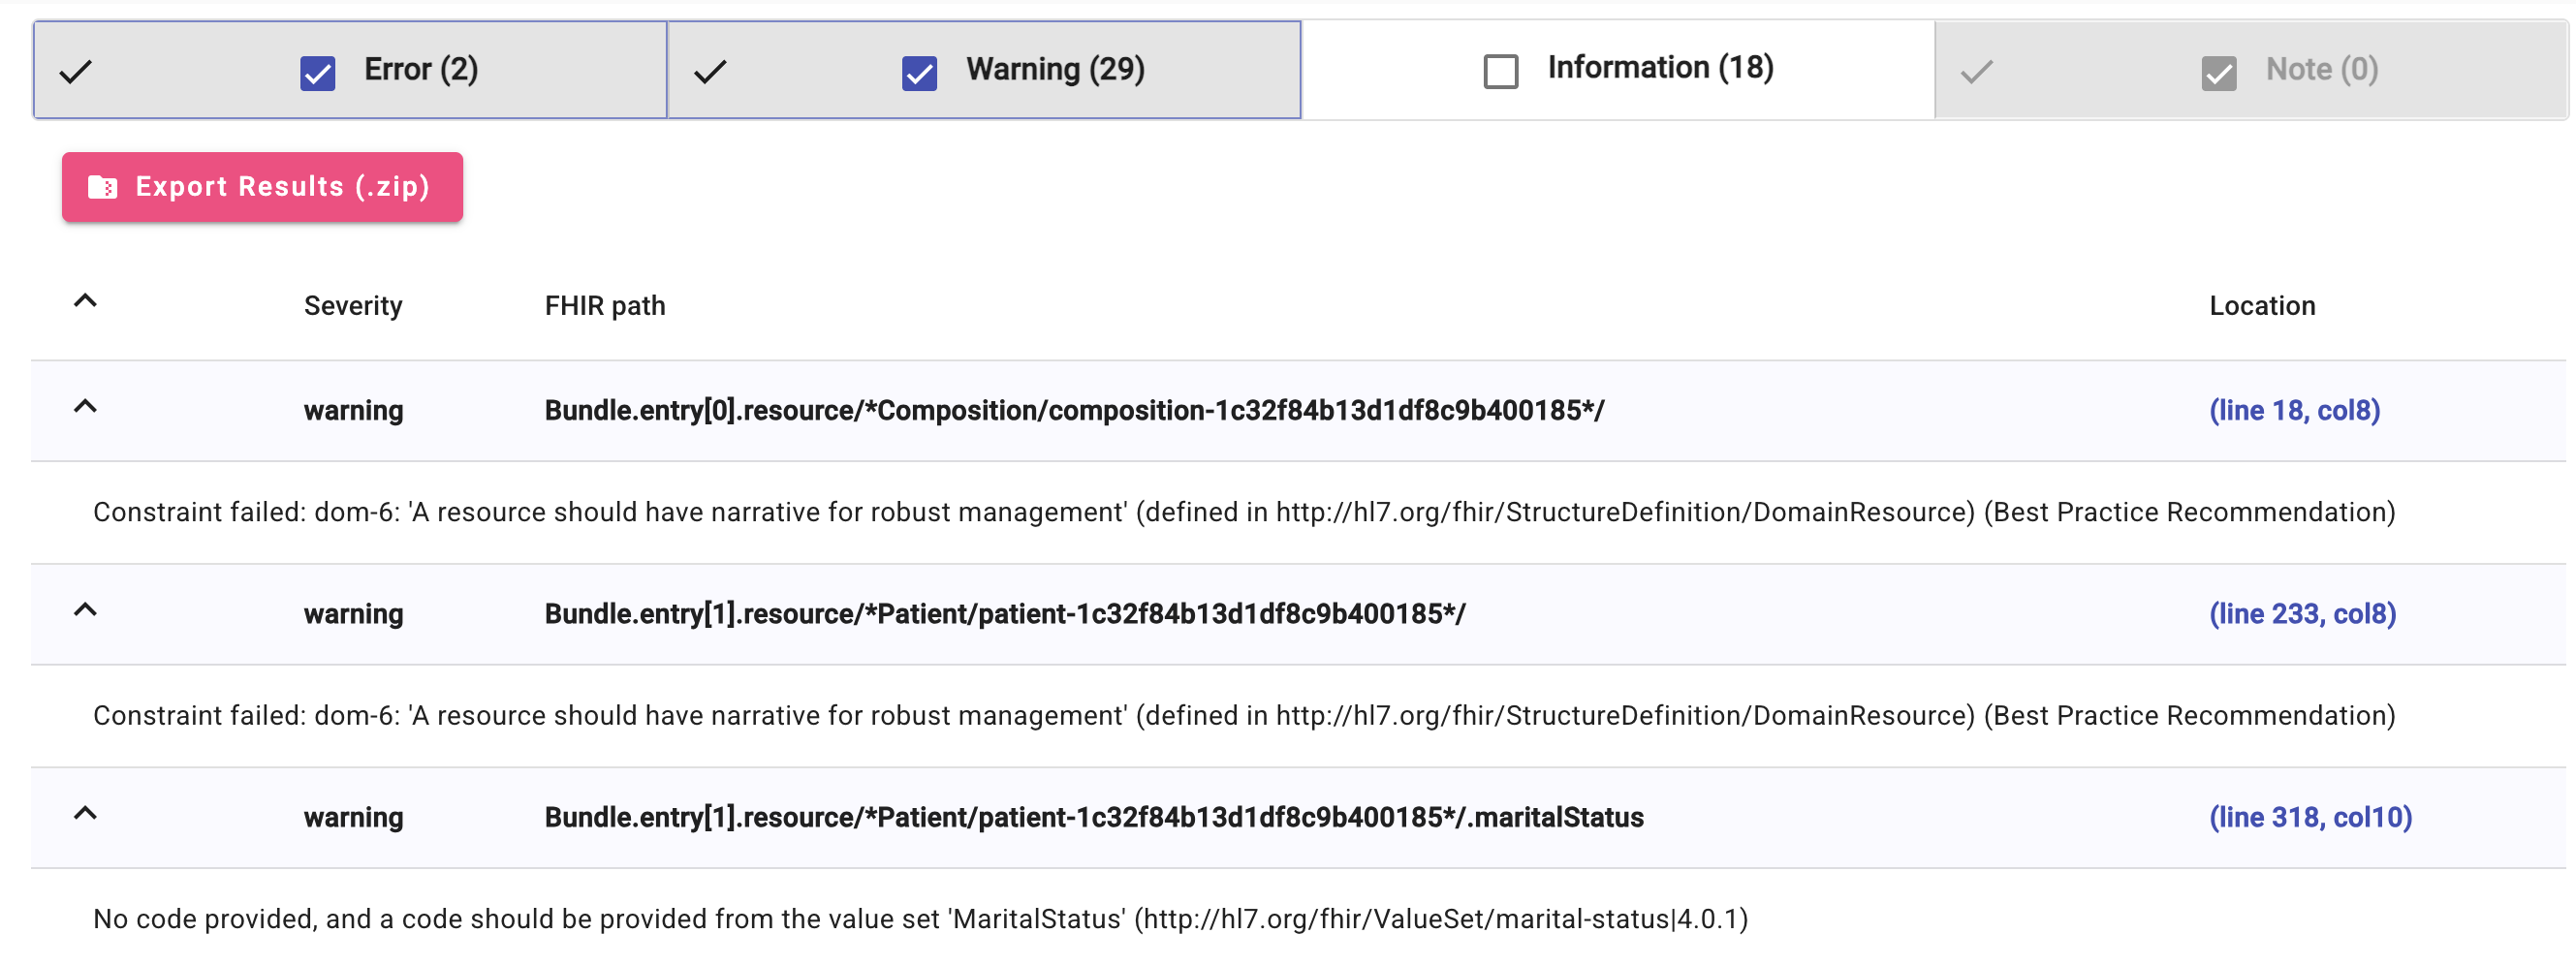 Error (2)
Warning (29)
Information (18)
Note (0)
Export Results (.zip)
Severity FHIR path Location
warning Bundle.entry[0].resource/*Composition/composition-1c32f84b13d1df8c9b400185*/ (line 18, col8)
Constraint failed: dom-6: 'A resource should have narrative for robust management' (defined in http://hl7.org/fhir/StructureDefinition/DomainResource) (Best Practice Recommendation)
warning Bundle.entry[1].resource/*Patient/patient-1c32f84b13d1df8c9b400185*/ (line 233, col8)
Constraint failed: dom-6: 'A resource should have narrative for robust management' (defined in http://hl7.org/fhir/StructureDefinition/DomainResource) (Best Practice Recommendation)
warning Bundle.entry[1].resource/*Patient/patient-1c32f84b13d1df8c9b400185*/.maritalStatus (line 318, col10)
No code provided, and a code should be provided from the value set 'MaritalStatus' (http://hl7.org/fhir/ValueSet/marital-status|4.0.1)